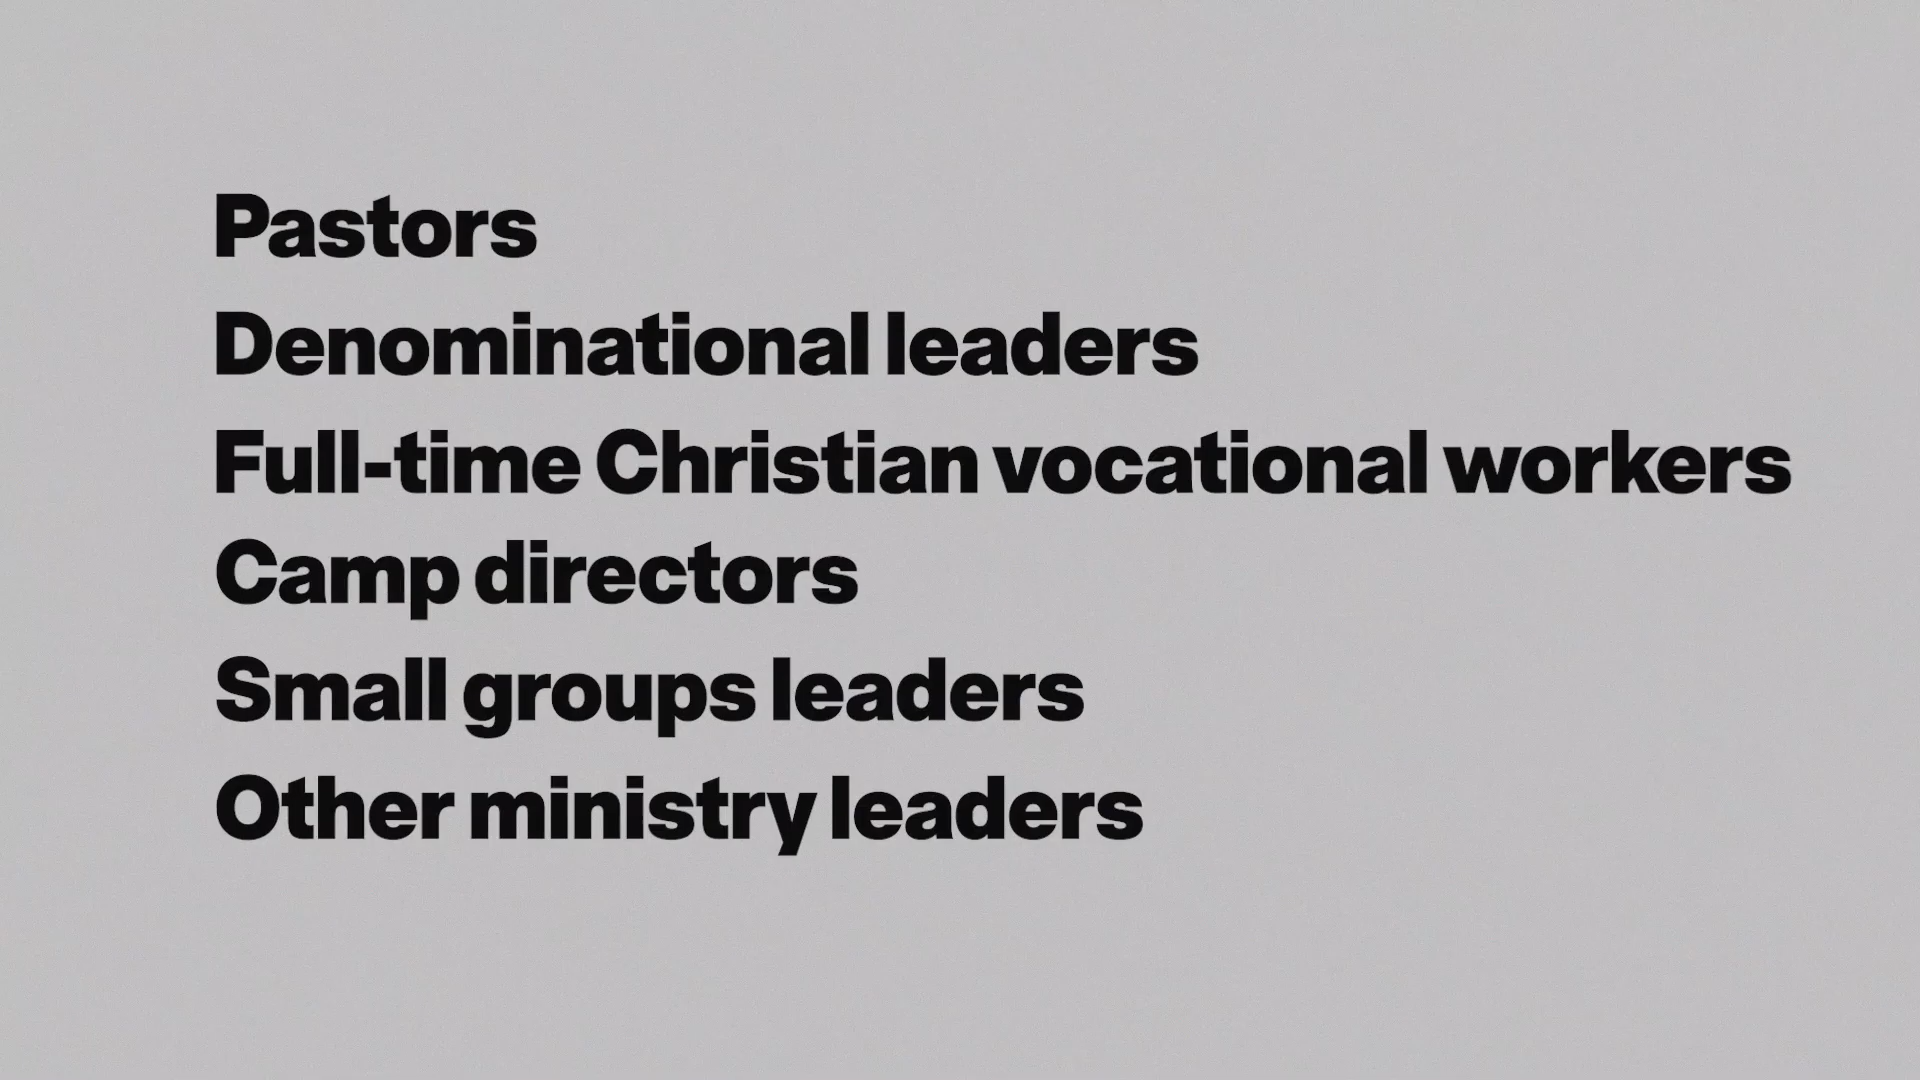 Pastors
Denominational leaders
Full-time Christian vocational workers
Camp directors
Small groups leaders
Other ministry leaders